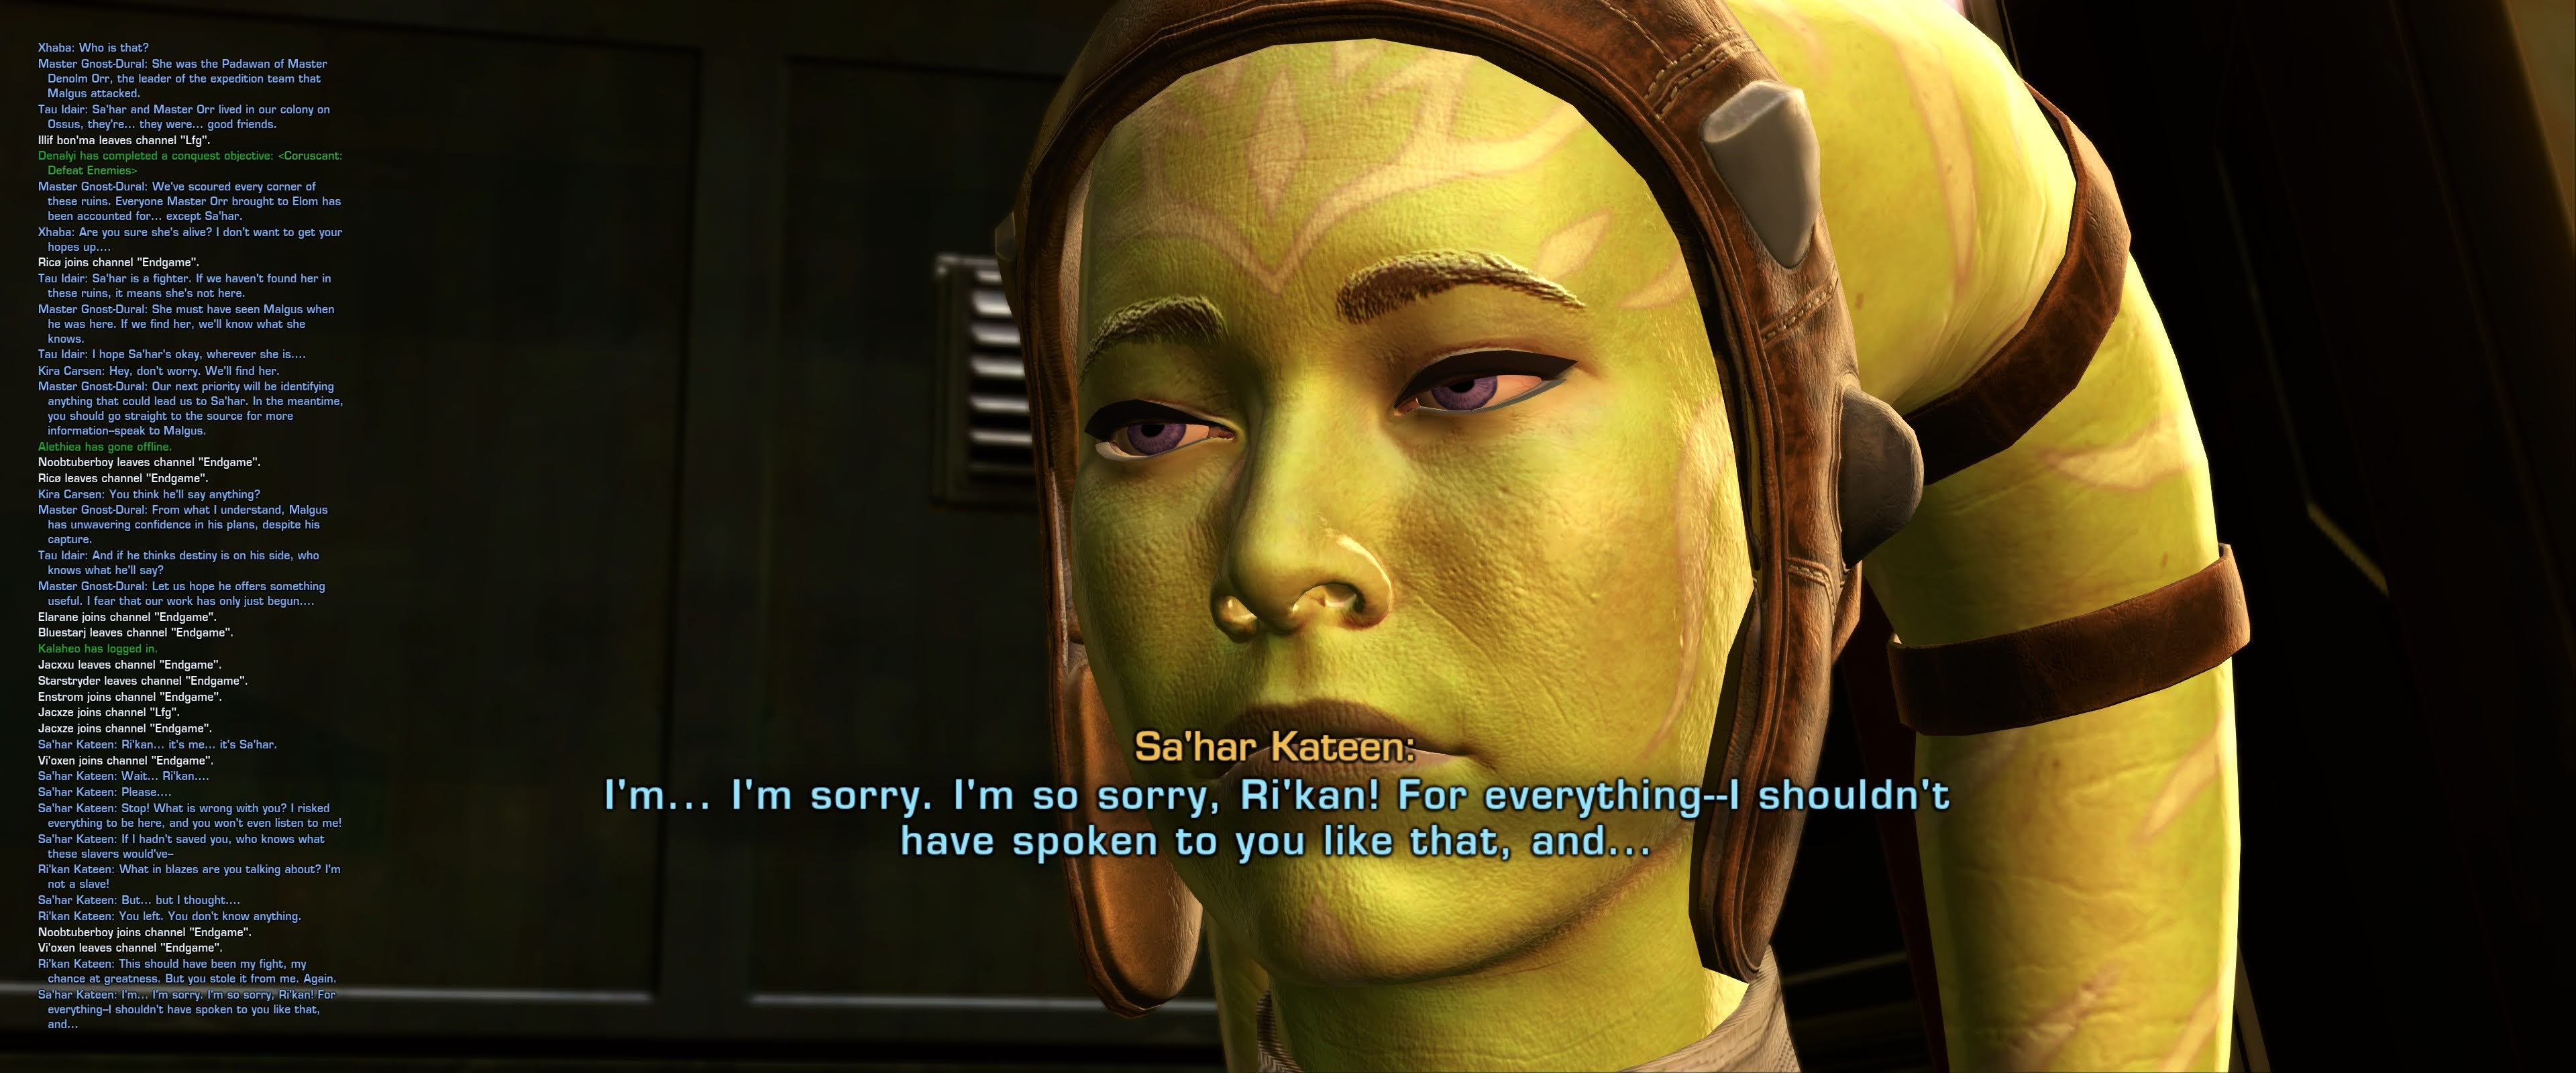 Xhaba: Who is that?
Master Gnost-Dural: She was the Padawan of Master
Denolm Orr, the leader of the expedition team that
Malgus attacked.
Tau Idair: Sa'har and Master Orr lived in our colony on
Ossus, they're... they were... good friends.
Illif bon'ma leaves channel "Lfg".
Denalyi has completed a conquest objective: <Coruscant:
Defeat Enemies>
Master Gnost-Dural: We've scoured every corner of
these ruins. Everyone Master Orr brought to Elom has
been accounted for... except Sa'har.
Xhaba: Are you sure she's alive? I don't want to get your
hopes up....
Ricø joins channel "Endgame".
Tau Idair: Sa'har is a fighter. If we haven't found her in
these ruins, it means she's not here.
Master Gnost-Dural: She must have seen Malgus when
he was here. If we find her, we'll know what she
knows.
Tau Idair: I hope Sa'har's okay, wherever she is....
Kira Carsen: Hey, don't worry. We'll find her.
Master Gnost-Dural: Our next priority will be identifying
anything that could lead us to Sa'har. In the meantime,
you should go straight to the source for more
information--speak to Malgus.
Alethiea has gone offline.
Noobtuberboy leaves channel "Endgame".
Ricø leaves channel "Endgame".
Kira Carsen: You think he'll say anything?
Master Gnost-Dural: From what I understand, Malgus
has unwavering confidence in his plans, despite his
capture.
Tau Idair: And if he thinks destiny is on his side, who
knows what he'll say?
Master Gnost-Dural: Let us hope he offers something
useful. I fear that our work has only just begun....
Elarane joins channel "Endgame".
Bluestarj leaves channel "Endgame".
Kalaheo has logged in.
Jacxxu leaves channel "Endgame".
Starstryder leaves channel "Endgame".
Enstrom joins channel "Endgame".
Jacxze joins channel "Lfg".
Jacxze joins channel "Endgame".
Sa'har Kateen: Ri'kan... it's me... it's Sa'har.
Vi'oxen joins channel "Endgame".
Sa'har Kateen: Wait... Ri'kan....
Sa'har Kateen: Please....
Sa'har Kateen: Stop! What is wrong with you? I risked
everything to be here, and you won't even listen to me!
Sa'har Kateen: If I hadn't saved you, who knows what
these slavers would've--
Ri'kan Kateen: What in blazes are you talking about? I'm
not a slave!
Sa'har Kateen: But... but I thought....
Ri'kan Kateen: You left. You don't know anything.
Noobtuberboy joins channel "Endgame".
Vi'oxen leaves channel "Endgame".
Ri'kan Kateen: This should have been my fight, my
chance at greatness. But you stole it from me. Again.
Sa'har Kateen: I'm... I'm sorry. I'm so sorry, Ri'kan! For
everything--I shouldn't have spoken to you like that,
and...
Sa'har Kateen:
I'm... I'm sorry. I'm so sorry, Ri'kan! For everything--I shouldn't
have spoken to you like that, and...